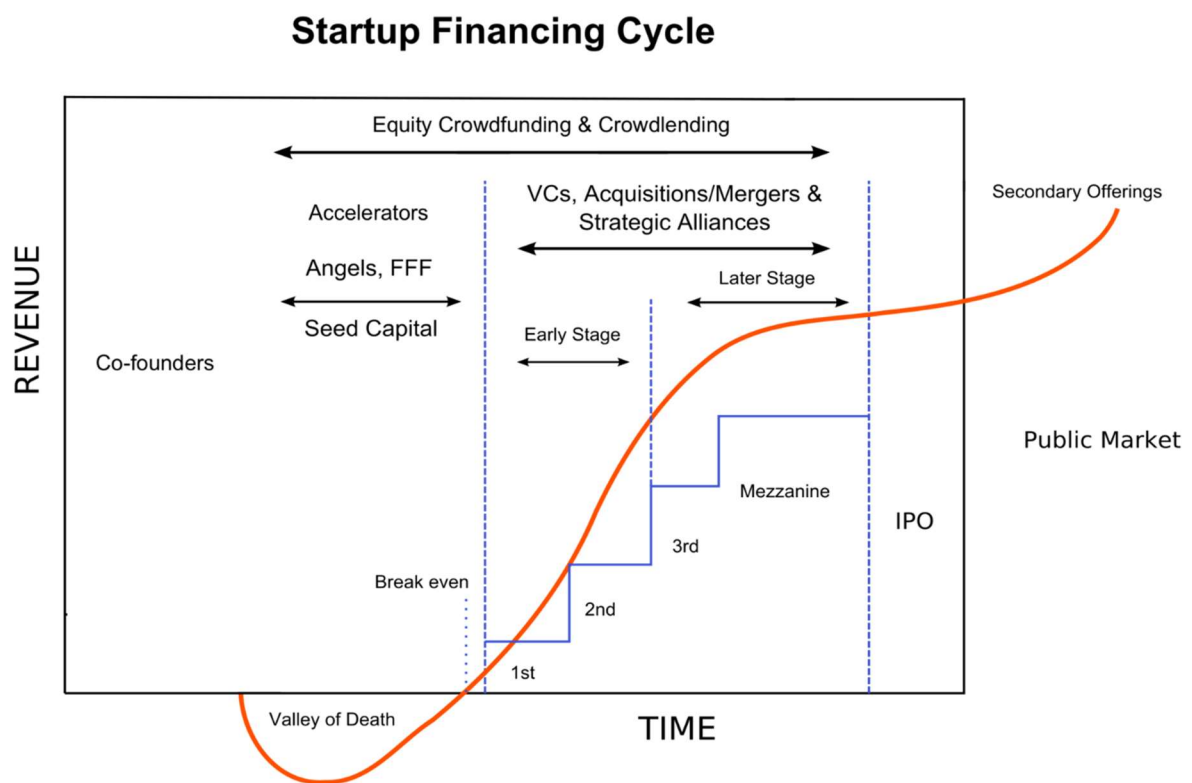 Startup Financing Cycle
Equity Crowdfunding & Crowdlending
VCs, Acquisitions/Mergers &
Strategic Alliances
Accelerators
Angels, FFF
Seed Capital
Co-founders
Early Stage
Later Stage
Secondary Offerings
Public Market
Mezzanine
IPO
3rd
2nd
1st
Break even
Valley of Death
REVENUE
TIME